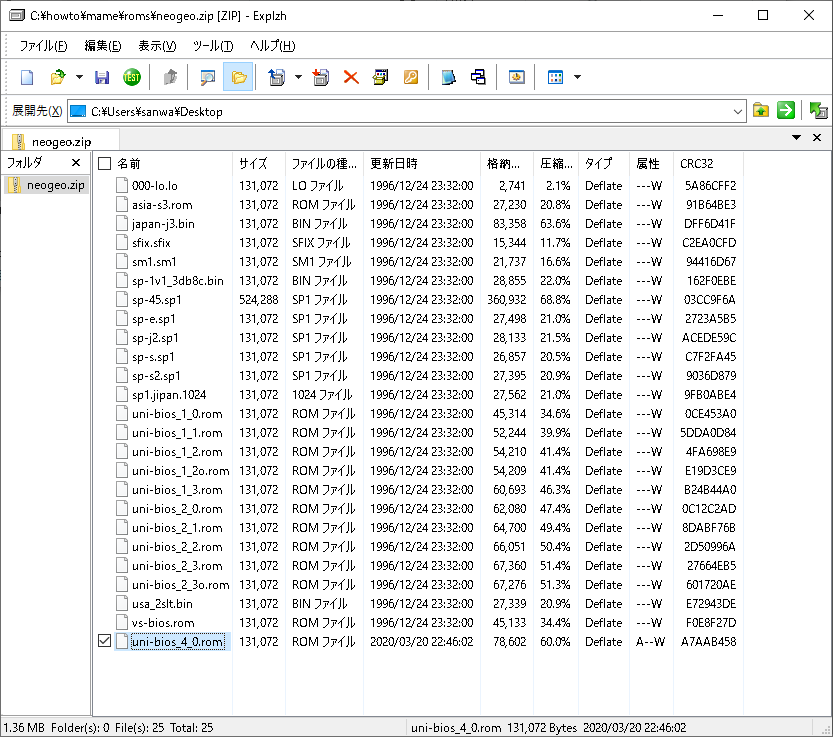 C:¥howto¥mame¥roms¥neogeo.zip [ZIP] - Explzh
ファイル(F) 編集(E) 表示(V) ツール(T) ヘルプ(H)
TEST
展開先(X) C:¥Users¥sanwa¥Desktop
neogeo.zip
フォルダ 名前 サイズ ファイルの種... 更新日時 格納... 圧縮... タイプ 属性 CRC32
neogeo.zip
000-lo.lo 131,072 LO ファイル 1996/12/24 23:32:00 2,741 2.1% Deflate ---W 5A86CFF2
asia-s3.rom 131,072 ROM ファイル 1996/12/24 23:32:00 27,230 20.8% Deflate ---W 91B64BE3
japan-j3.bin 131,072 BIN ファイル 1996/12/24 23:32:00 83,358 63.6% Deflate ---W DFF6D41F
sfix.sfix 131,072 SFIX ファイル 1996/12/24 23:32:00 15,344 11.7% Deflate ---W C2EA0CFD
sm1.sm1 131,072 SM1 ファイル 1996/12/24 23:32:00 21,737 16.6% Deflate ---W 94416D67
sp-1v1_3db8c.bin 131,072 BIN ファイル 1996/12/24 23:32:00 28,855 22.0% Deflate ---W 162F0EBE
sp-45.sp1 524,288 SP1 ファイル 1996/12/24 23:32:00 360,932 68.8% Deflate ---W 03CC9F6A
sp-e.sp1 131,072 SP1 ファイル 1996/12/24 23:32:00 27,498 21.0% Deflate ---W 2723A5B5
sp-j2.sp1 131,072 SP1 ファイル 1996/12/24 23:32:00 28,133 21.5% Deflate ---W ACEDE59C
sp-s.sp1 131,072 SP1 ファイル 1996/12/24 23:32:00 26,857 20.5% Deflate ---W C7F2FA45
sp-s2.sp1 131,072 SP1 ファイル 1996/12/24 23:32:00 27,395 20.9% Deflate ---W 9036D879
sp1.jipan.1024 131,072 1024 ファイル 1996/12/24 23:32:00 27,562 21.0% Deflate ---W 9FB0ABE4
uni-bios_1_0.rom 131,072 ROM ファイル 1996/12/24 23:32:00 45,314 34.6% Deflate ---W 0CE453A0
uni-bios_1_1.rom 131,072 ROM ファイル 1996/12/24 23:32:00 52,244 39.9% Deflate ---W 5DDA0D84
uni-bios_1_2.rom 131,072 ROM ファイル 1996/12/24 23:32:00 54,210 41.4% Deflate ---W 4FA698E9
uni-bios_1_2o.rom 131,072 ROM ファイル 1996/12/24 23:32:00 54,209 41.4% Deflate ---W E19D3CE9
uni-bios_1_3.rom 131,072 ROM ファイル 1996/12/24 23:32:00 60,693 46.3% Deflate ---W B24B44A0
uni-bios_2_0.rom 131,072 ROM ファイル 1996/12/24 23:32:00 62,080 47.4% Deflate ---W 0C12C2AD
uni-bios_2_1.rom 131,072 ROM ファイル 1996/12/24 23:32:00 64,700 49.4% Deflate ---W 8DABF76B
uni-bios_2_2.rom 131,072 ROM ファイル 1996/12/24 23:32:00 66,051 50.4% Deflate ---W 2D50996A
uni-bios_2_3.rom 131,072 ROM ファイル 1996/12/24 23:32:00 67,360 51.4% Deflate ---W 27664EB5
uni-bios_2_3o.rom 131,072 ROM ファイル 1996/12/24 23:32:00 67,276 51.3% Deflate ---W 601720AE
usa_2slt.bin 131,072 BIN ファイル 1996/12/24 23:32:00 27,339 20.9% Deflate ---W E72943DE
vs-bios.rom 131,072 ROM ファイル 1996/12/24 23:32:00 45,133 34.4% Deflate ---W F0E8F27D
uni-bios_4_0.rom 131,072 ROM ファイル 2020/03/20 22:46:02 78,602 60.0% Deflate A--W A7AAB458
1.36 MB Folder(s): 0 File(s): 25 Total: 25 uni-bios_4_0.rom 131,072 Bytes 2020/03/20 22:46:02